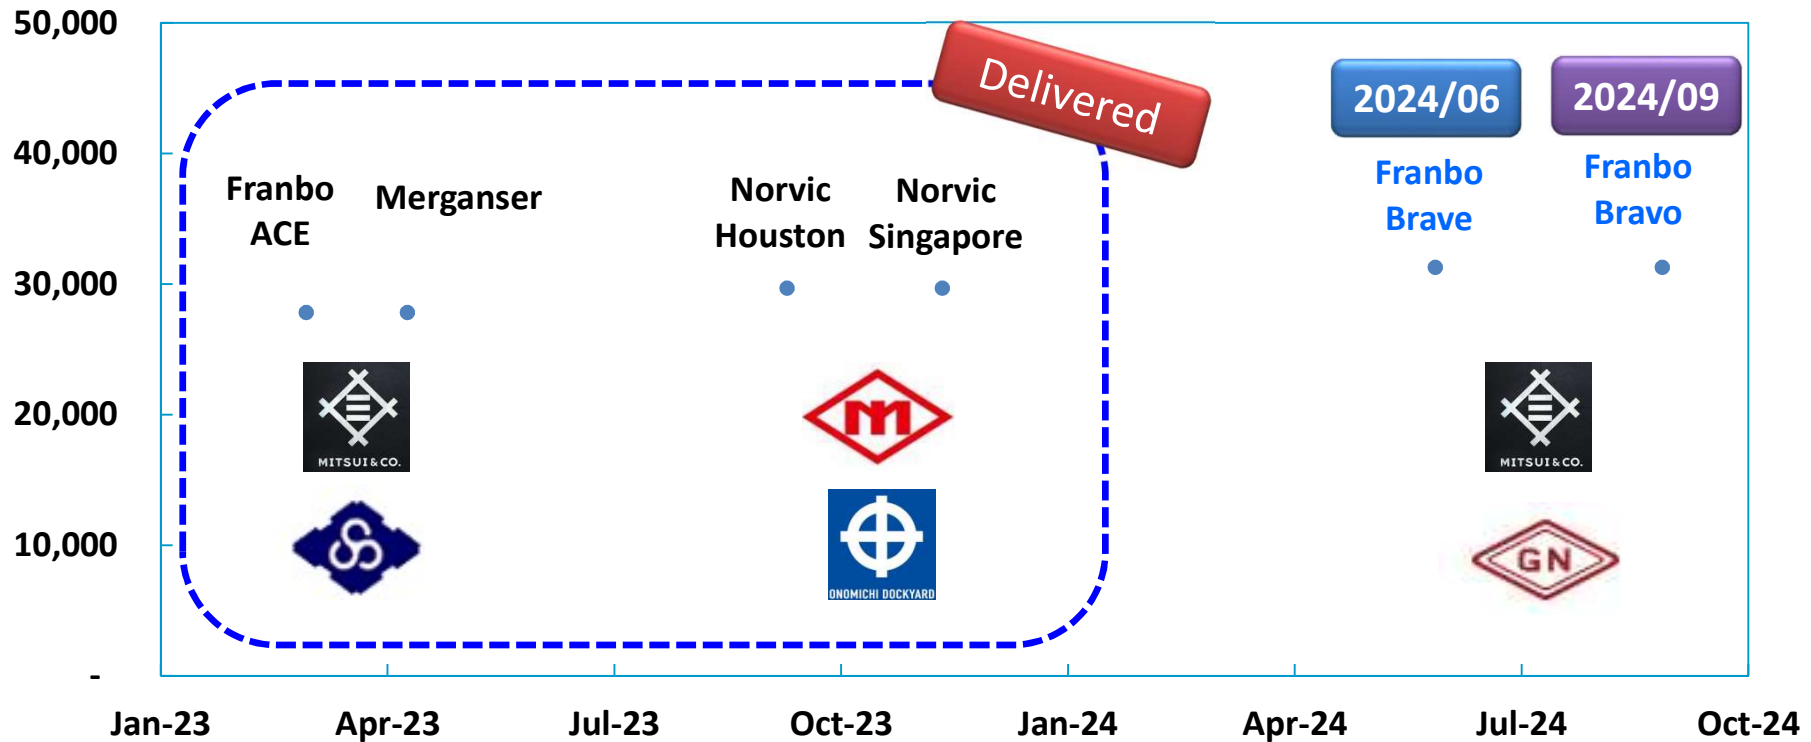 50,000
Delivered
2024/06
2024/09
40,000
Franbo
ACE
Merganser
Norvic
Houston
Norvic
Singapore
Franbo
Brave
Franbo
Bravo
30,000
20,000
MITSUI & CO.
MITSUI & CO.
10,000
ONOMICHI DOCKYARD
GN
-
Jan-23
Apr-23
Jul-23
Oct-23
Jan-24
Apr-24
Jul-24
Oct-24